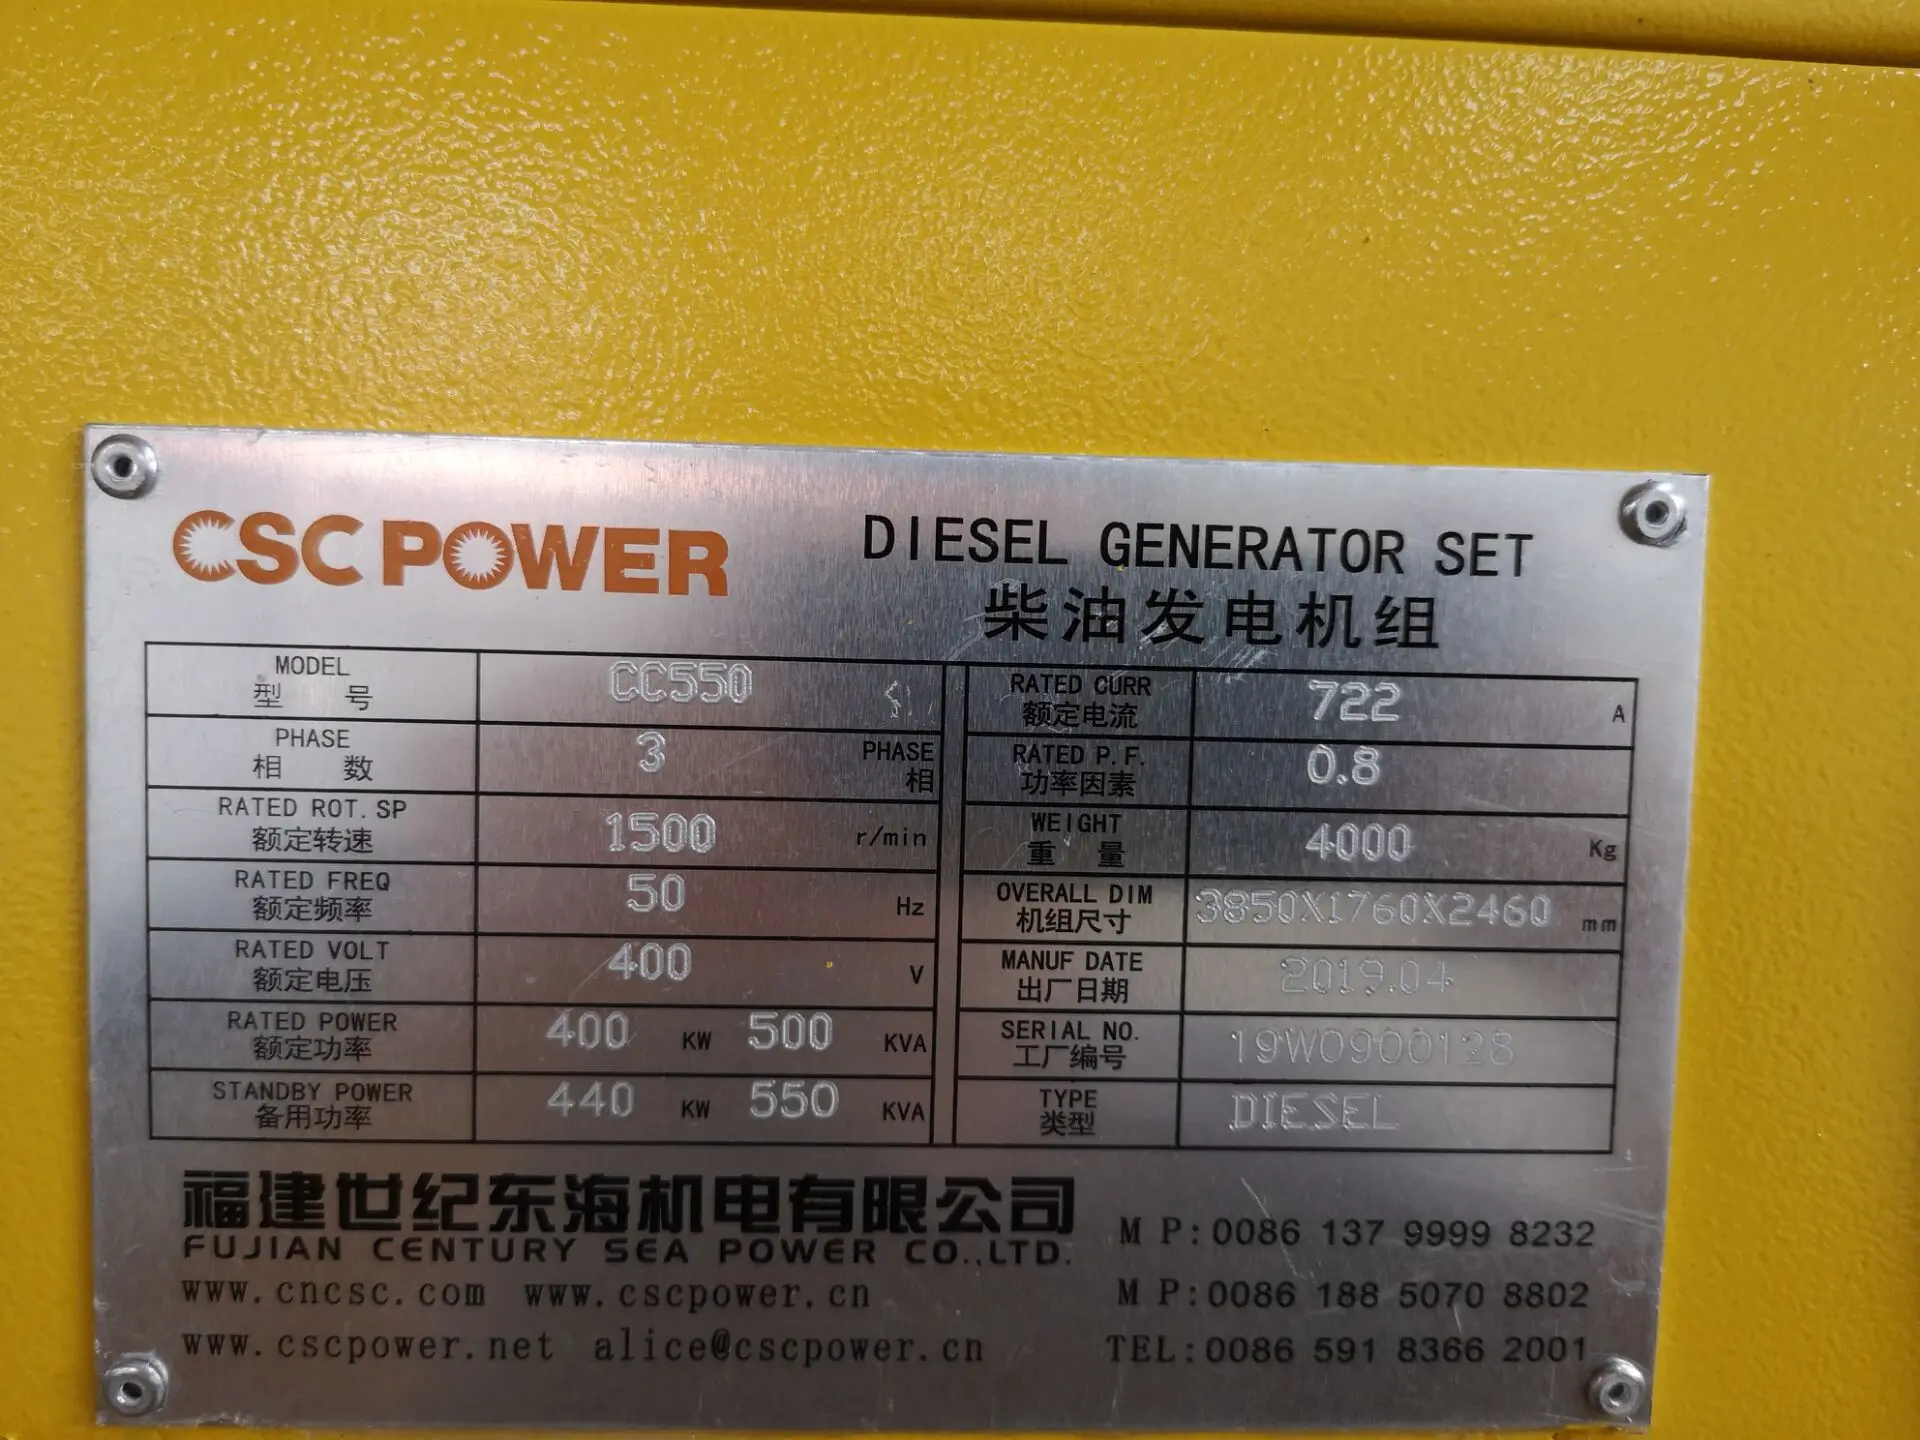 CSC POWER
DIESEL GENERATOR SET
柴油发电机组
MODEL 型号 CC550
PHASE 相数 3 PHASE 相
RATED ROT.SP 额定转速 1500 r/min
RATED FREQ 额定频率 50 Hz
RATED VOLT 额定电压 400 V
RATED POWER 额定功率 400 KW 500 KVA
STANDBY POWER 备用功率 440 KW 550 KVA
RATED CURR 额定电流 722 A
RATED P.F. 功率因素 0.8
WEIGHT 重量 4000 Kg
OVERALL DIM 机组尺寸 3850X1760X2460 mm
MANUF DATE 出厂日期 2019.04
SERIAL NO. 工厂编号 19W0900128
TYPE 类型 DIESEL
福建世纪东海机电有限公司
FUJIAN CENTURY SEA POWER CO.,LTD.
www.cncsc.com www.cscpower.cn
www.cscpower.net alice@cscpower.cn
MP:0086 137 9999 8232
MP:0086 188 5070 8802
TEL:0086 591 8366 2001